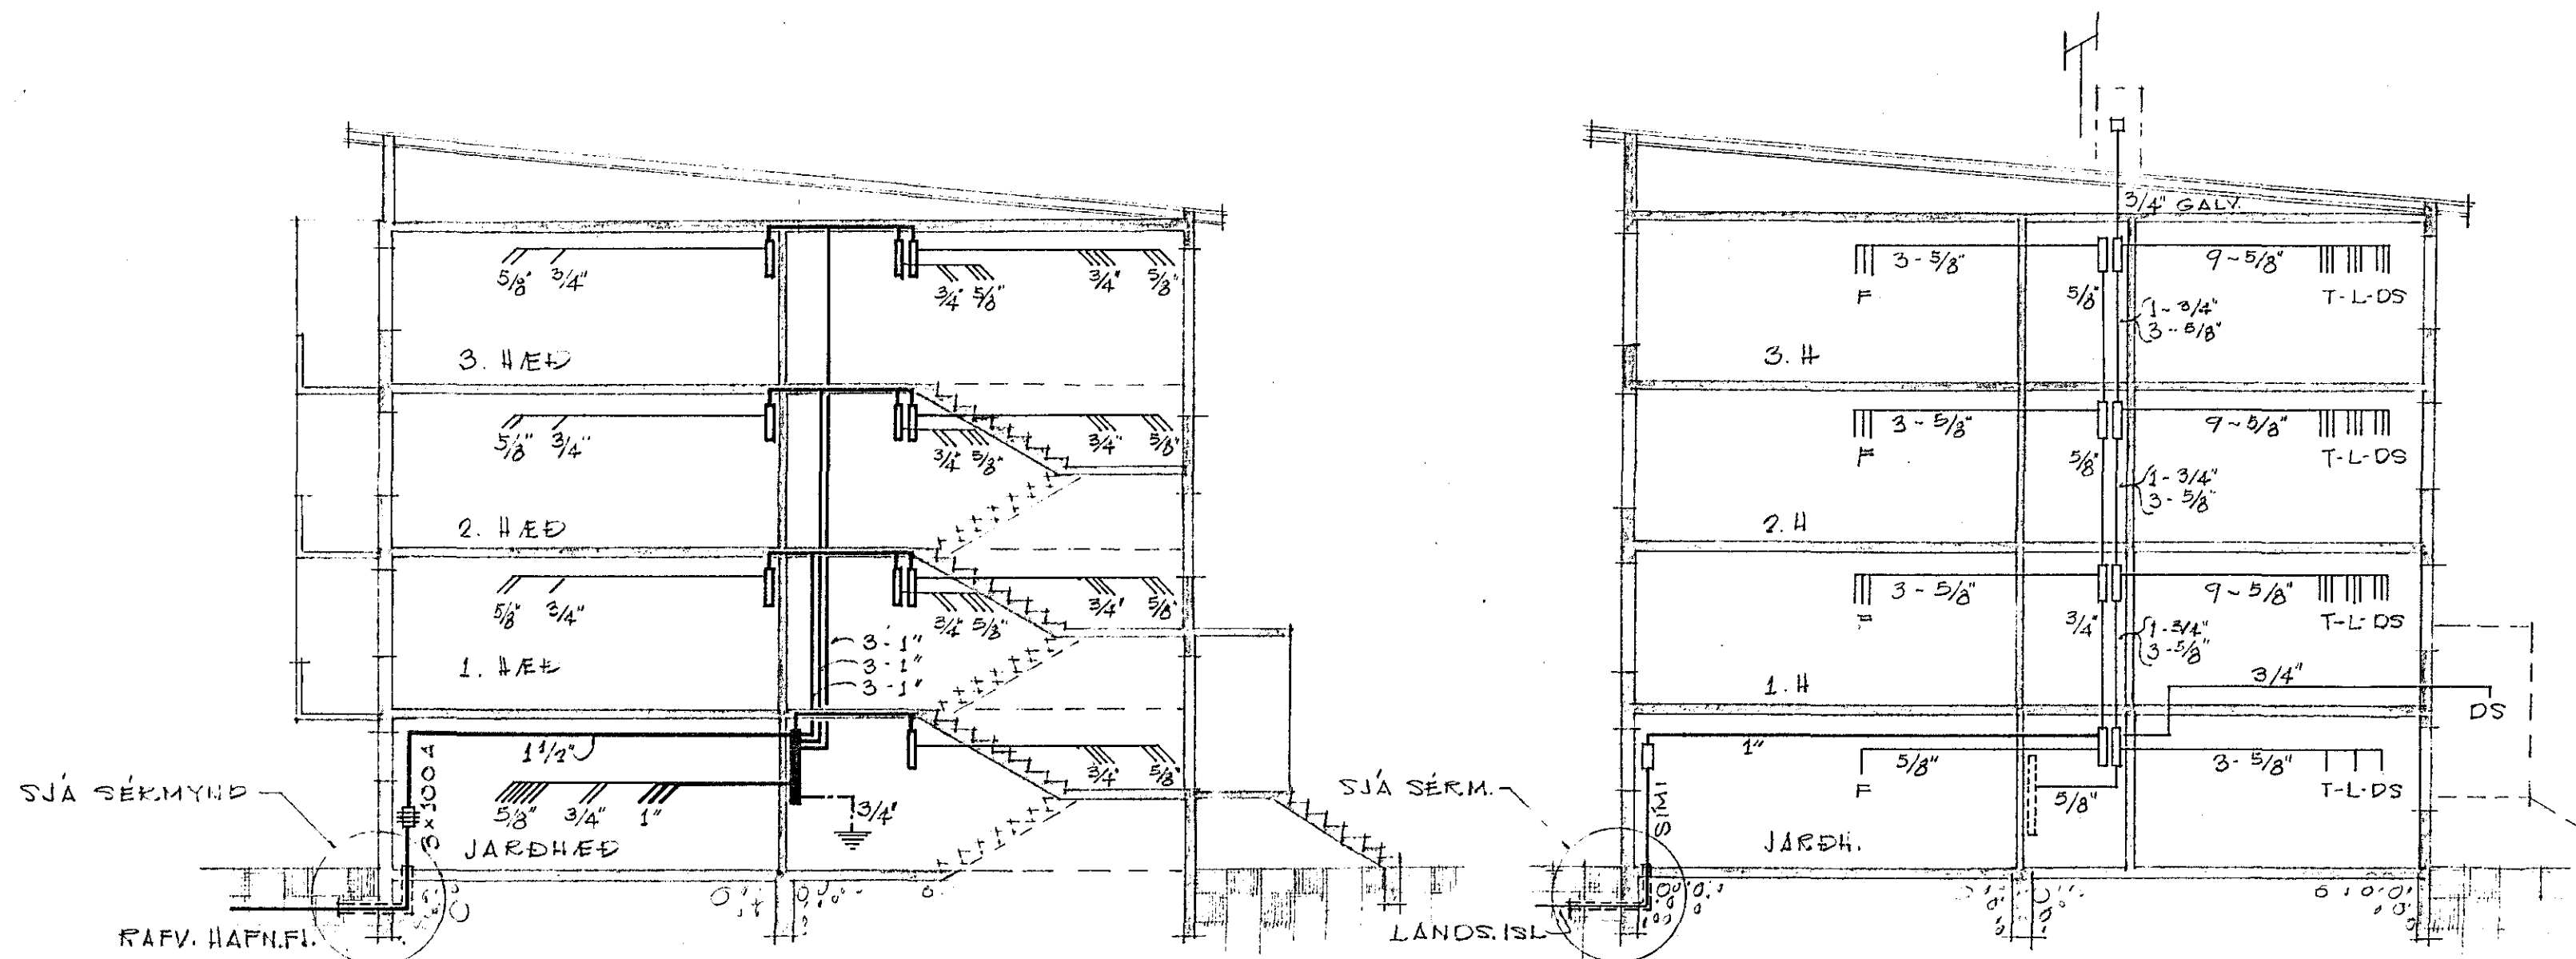 5/8" 3/4"
3/4" 5/8"
3/4" 5/8"
3. HÆÐ
5/8" 3/4"
3/4" 5/8"
3/4" 5/8"
2. HÆÐ
5/8" 3/4"
3/4" 5/8"
3/4" 5/8"
3-1"
3-1"
3-1"
1. HÆÐ
1 1/2"
3×100A
3/4" 5/8"
5/8" 3/4" 1"
3/4"
SJÁ SÉRMYND
JARÐHÆÐ
RAFV. HAFN.FJ.
3/4" GALV.
3-5/8"
9-5/8"
F
T-L-DS
5/8"
1-3/4"
3-5/8"
3. H
3-5/8"
9-5/8"
F
T-L-DS
5/8"
1-3/4"
3-5/8"
2. H
3-5/8"
9-5/8"
F
T-L-DS
3/4"
1-3/4"
3-5/8"
1. H
3/4"
DS
1"
5/8"
3-5/8"
F
T-L-DS
5/8"
SÍMI
SJÁ SÉRM.
JARÐH.
LANDS.ISL